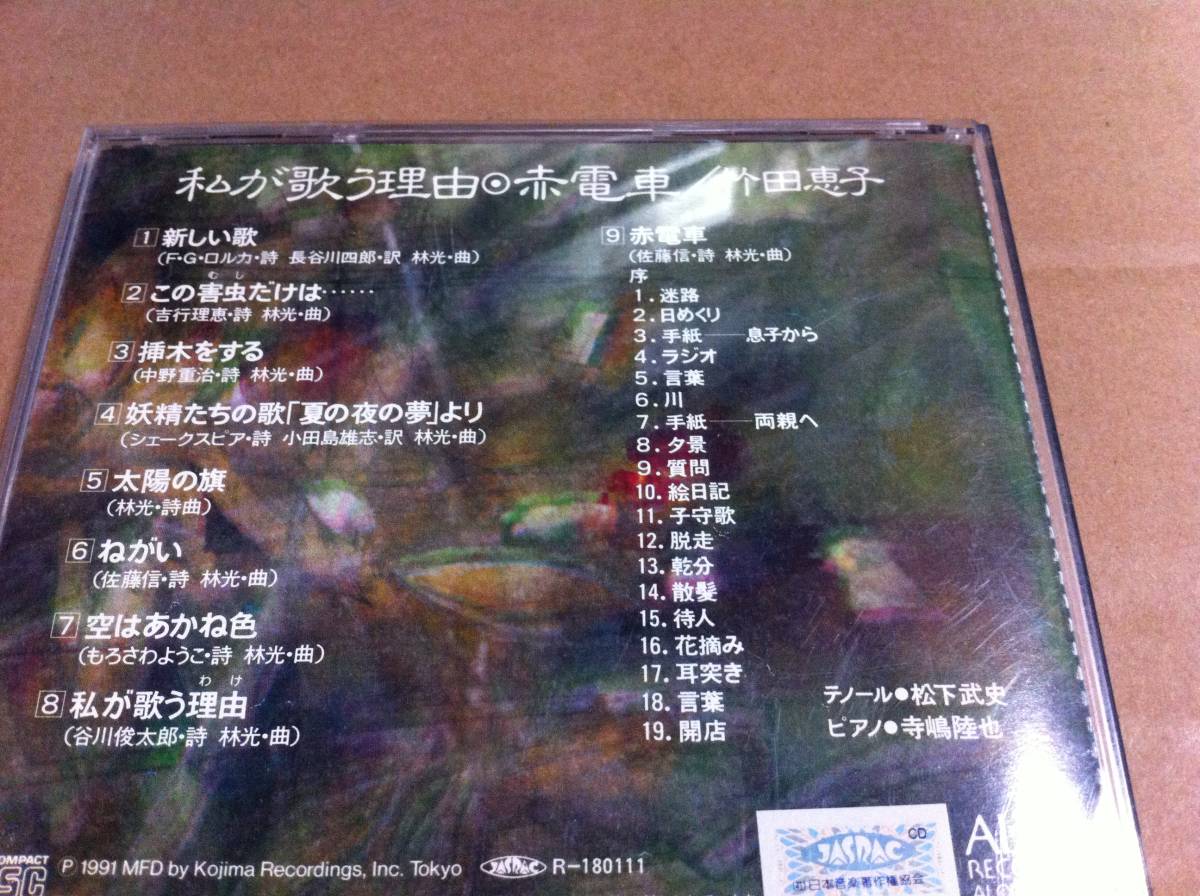 私が歌う理由◎赤電車/竹田恵子
1 新しい歌
(F・G・ロルカ・詩 長谷川四郎・訳 林光・曲)
むし
2 この害虫だけは……
(吉行理恵・詩 林光・曲)
3 挿木をする
(中野重治・詩 林光・曲)
4 妖精たちの歌「夏の夜の夢」より
(シェークスピア・詩 小田島雄志・訳 林光・曲)
5 太陽の旗
(林光・詩曲)
6 ねがい
(佐藤信・詩 林光・曲)
7 空はあかね色
(もろさわようこ・詩 林光・曲)
わけ
8 私が歌う理由
(谷川俊太郎・詩 林光・曲)
9 赤電車
(佐藤信・詩 林光・曲)
序
1. 迷路
2. 日めくり
3. 手紙──息子から
4. ラジオ
5. 言葉
6. 川
7. 手紙──両親へ
8. 夕景
9. 質問
10. 絵日記
11. 子守歌
12. 脱走
13. 乾分
14. 散髪
15. 待人
16. 花摘み
17. 耳突き
18. 言葉
19. 開店
テノール●松下武史
ピアノ●寺嶋陸也
COMPACT
℗ 1991 MFD by Kojima Recordings, Inc. Tokyo
JASRAC R-180111
CD
JASRAC
(社)日本音楽著作権協会